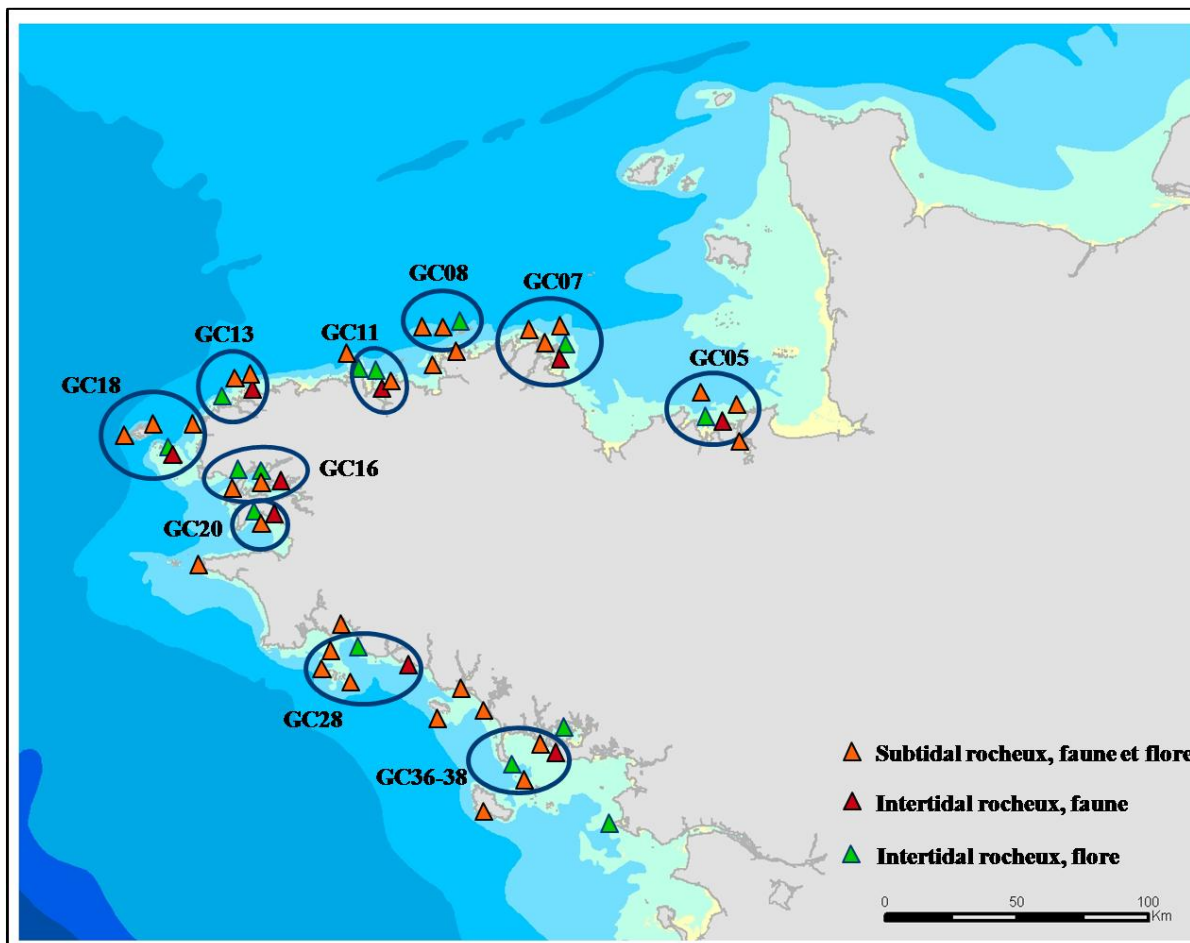 GC08
GC07
GC11
GC13
GC05
GC18
GC16
GC20
GC28
GC36-38
Subtidal rocheux, faune et flore
Intertidal rocheux, faune
Intertidal rocheux, flore
0 50 100
Km